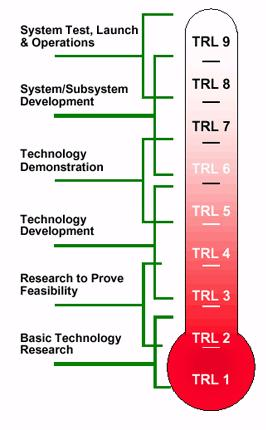 System Test, Launch
& Operations
TRL 9
TRL 8
System/Subsystem
Development
TRL 7
Technology
Demonstration
TRL 6
Technology
Development
TRL 5
TRL 4
Research to Prove
Feasibility
TRL 3
Basic Technology
Research
TRL 2
TRL 1